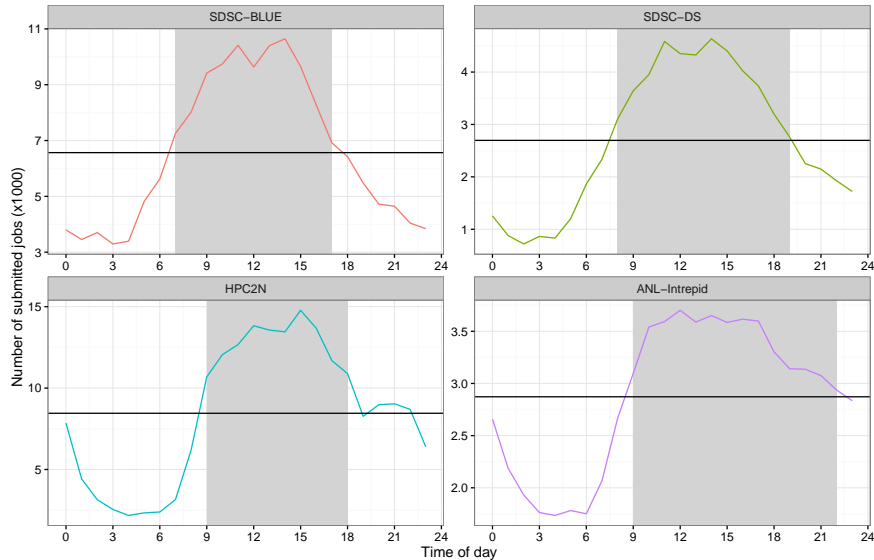 SDSC−BLUE
SDSC−DS
11
9
7
5
3
4
3
2
1
0 3 6 9 12 15 18 21 24
0 3 6 9 12 15 18 21 24
Number of submitted jobs (x1000)
HPC2N
ANL−Intrepid
15
10
5
3.5
3.0
2.5
2.0
0 3 6 9 12 15 18 21 24
0 3 6 9 12 15 18 21 24
Time of day